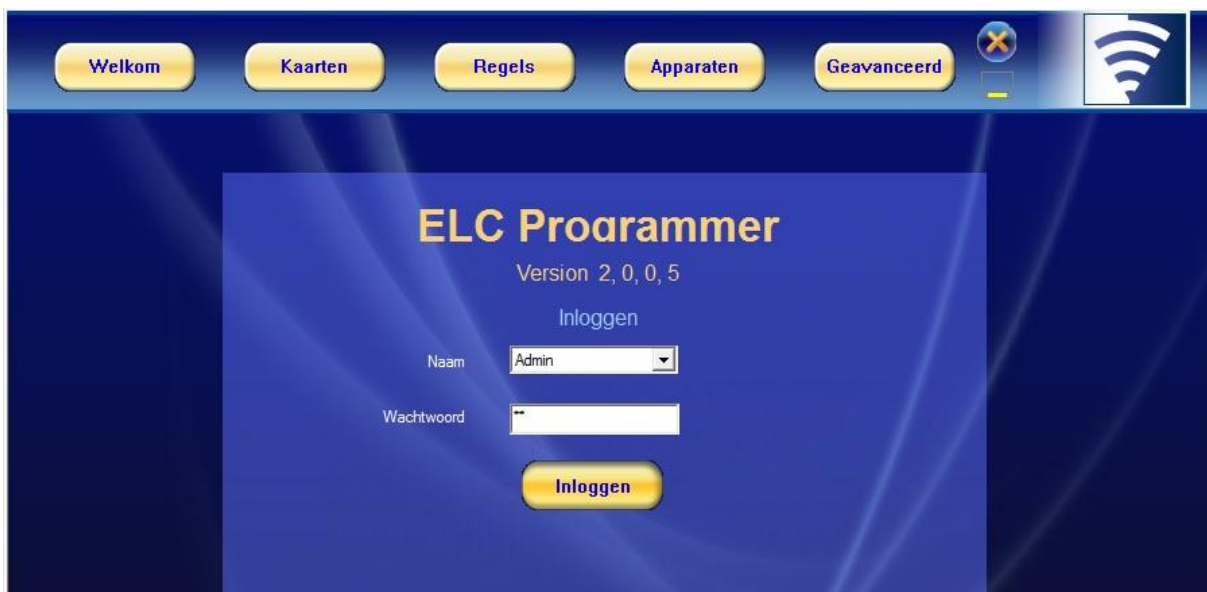 Welkom Kaarten Regels Apparaten Geavanceerd
ELC Programmer
Version 2, 0, 0, 5
Inloggen
Naam Admin
Wachtwoord **
Inloggen